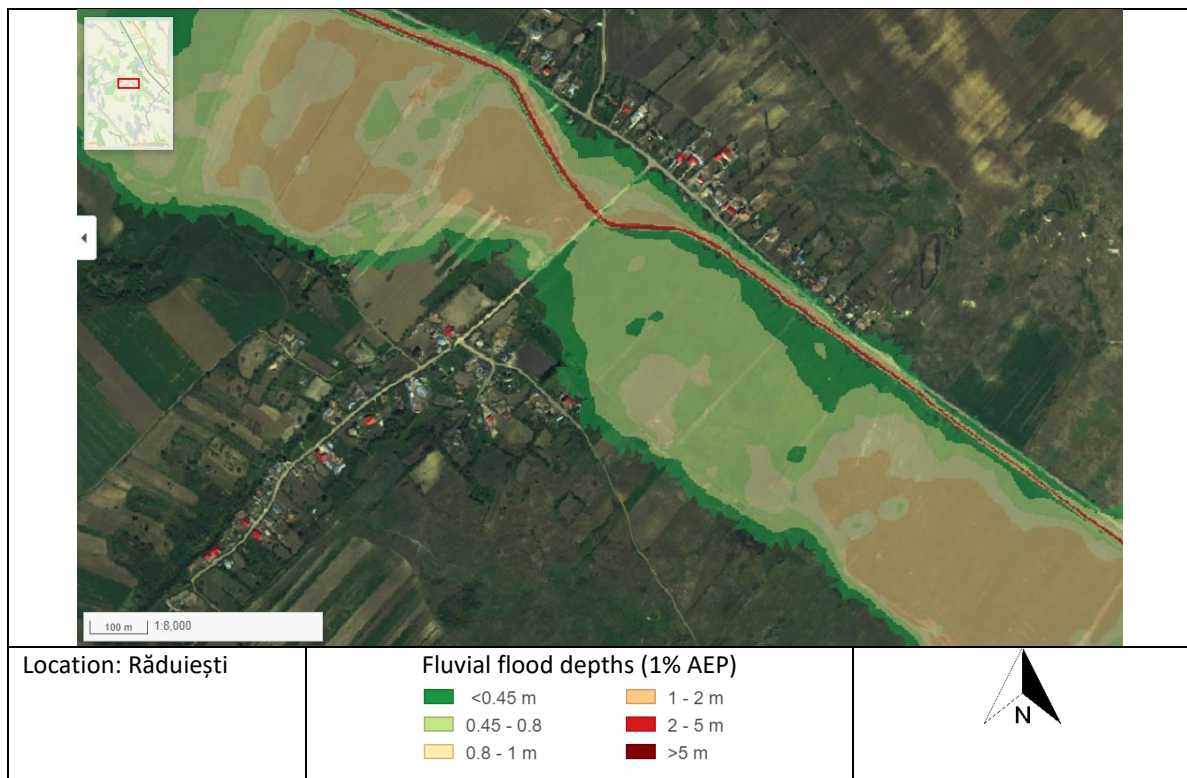 100 m 1:8,000
Location: Răduiești
Fluvial flood depths (1% AEP)
<0.45 m
1 - 2 m
0.45 - 0.8
2 - 5 m
0.8 - 1 m
>5 m
N